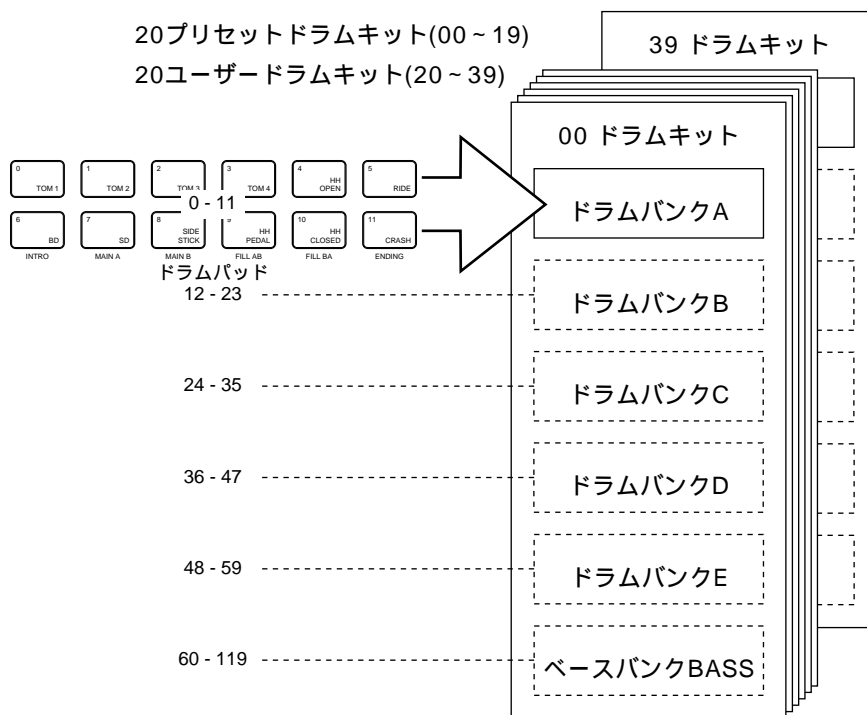 20プリセットドラムキット(00 ~ 19)
20ユーザードラムキット(20 ~ 39)
39 ドラムキット
00 ドラムキット
0 TOM 1
1 TOM 2
2 TOM 3
3 TOM 4
4 HH OPEN
5 RIDE
0 - 11
6 BD
7 SD
8 SIDE STICK
9 HH PEDAL
10 HH CLOSED
11 CRASH
INTRO
MAIN A
MAIN B
FILL AB
FILL BA
ENDING
ドラムパッド
ドラムバンクA
12 - 23
ドラムバンクB
24 - 35
ドラムバンクC
36 - 47
ドラムバンクD
48 - 59
ドラムバンクE
60 - 119
ベースバンクBASS